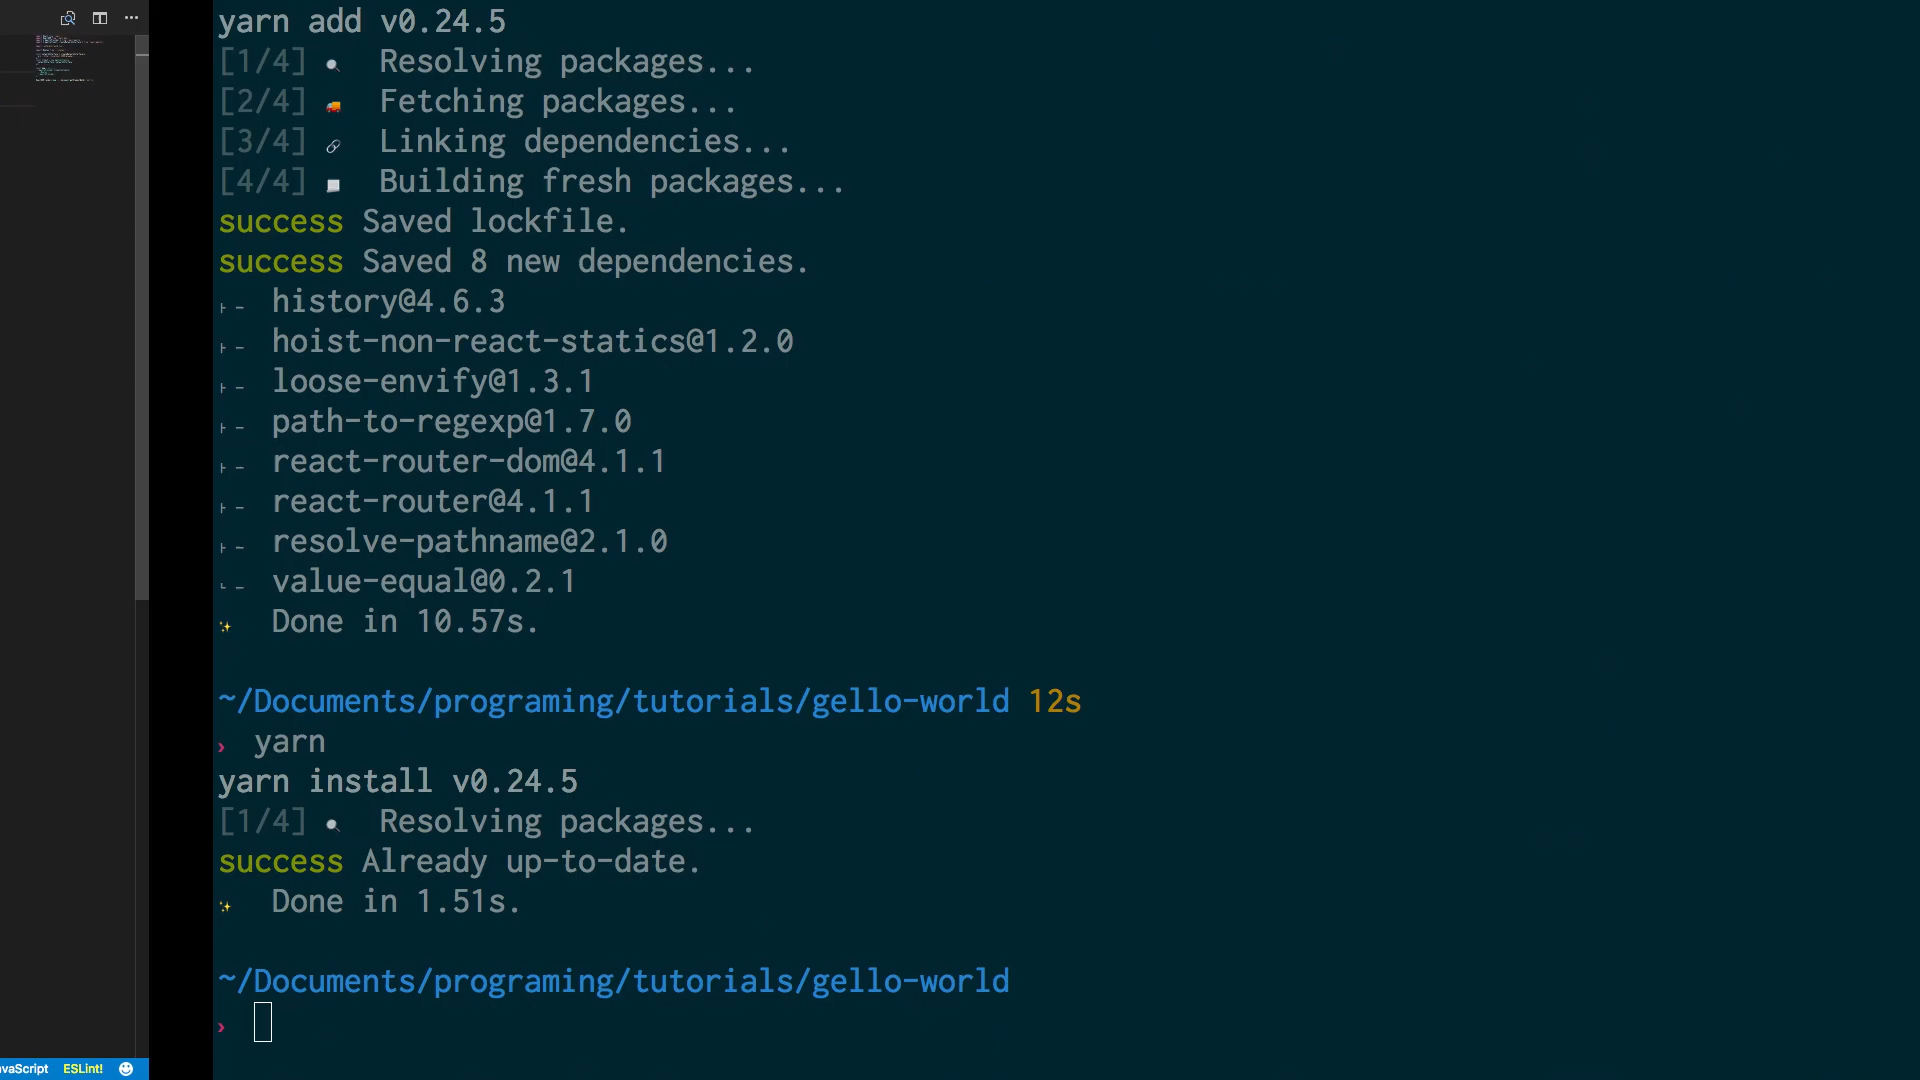 yarn add v0.24.5
[1/4] 🔍 Resolving packages...
[2/4] 🚚 Fetching packages...
[3/4] 🔗 Linking dependencies...
[4/4] 📃 Building fresh packages...
success Saved lockfile.
success Saved 8 new dependencies.
├─ history@4.6.3
├─ hoist-non-react-statics@1.2.0
├─ loose-envify@1.3.1
├─ path-to-regexp@1.7.0
├─ react-router-dom@4.1.1
├─ react-router@4.1.1
├─ resolve-pathname@2.1.0
└─ value-equal@0.2.1
✨ Done in 10.57s.
~/Documents/programing/tutorials/gello-world 12s
› yarn
yarn install v0.24.5
[1/4] 🔍 Resolving packages...
success Already up-to-date.
✨ Done in 1.51s.
~/Documents/programing/tutorials/gello-world
›
avaScript ESLint!